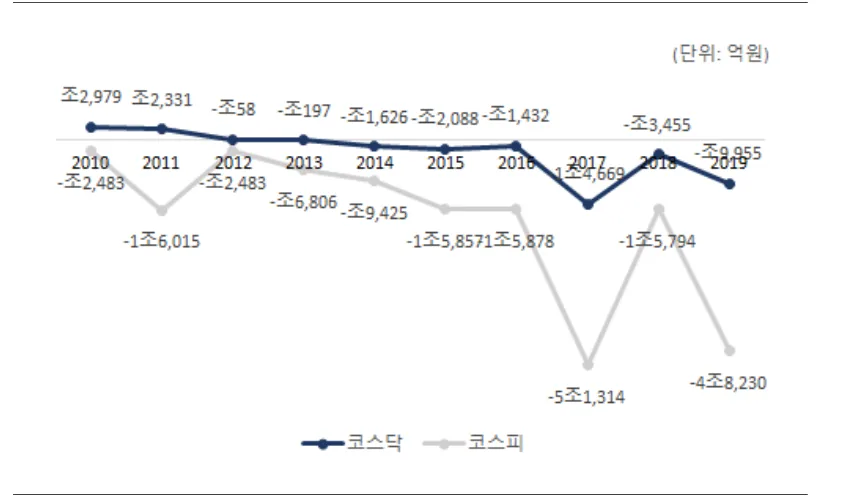 (단위: 억원)
조2,979
조2,331
-조58
-조197
-조1,626
-조2,088
-조1,432
1조4,669
-조3,455
-조9,955
2010 2011 2012 2013 2014 2015 2016 2017 2018 2019
-조2,483
-1조6,015
-조2,483
-조6,806
-조9,425
-1조5,857
1조5,878
-5조1,314
-1조5,794
-4조8,230
코스닥 코스피